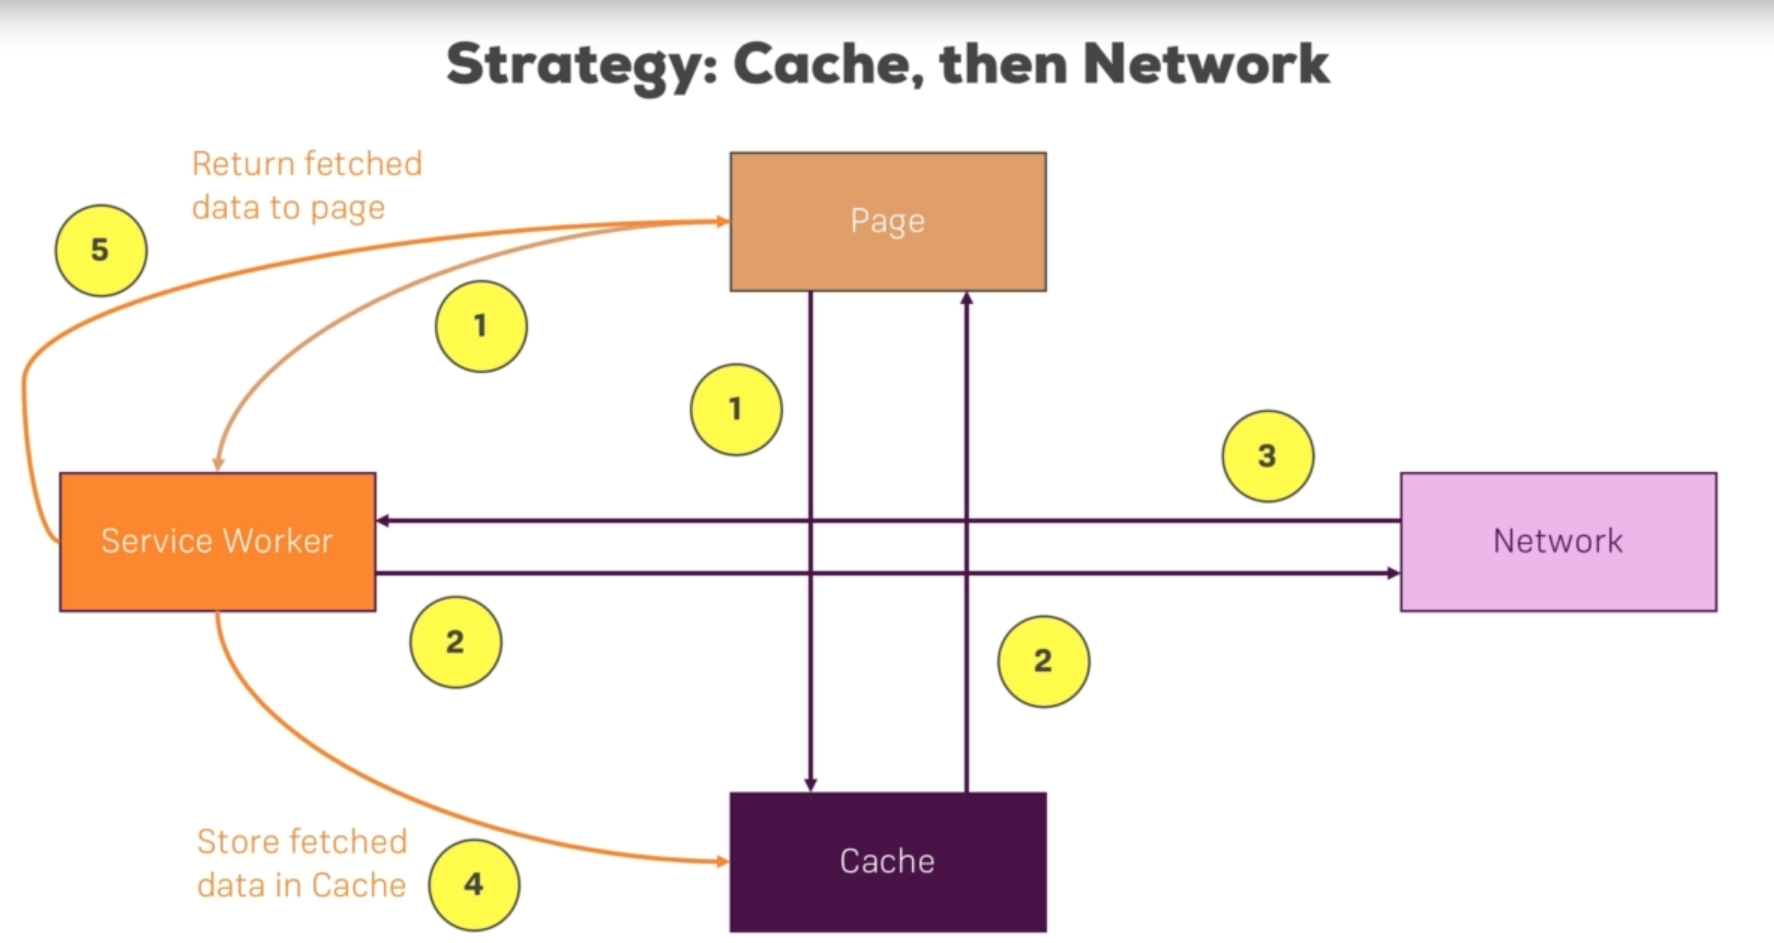 Strategy: Cache, then Network
Return fetched
data to page
Page
5
1
1
3
Service Worker
Network
2
2
Store fetched
data in Cache
4
Cache